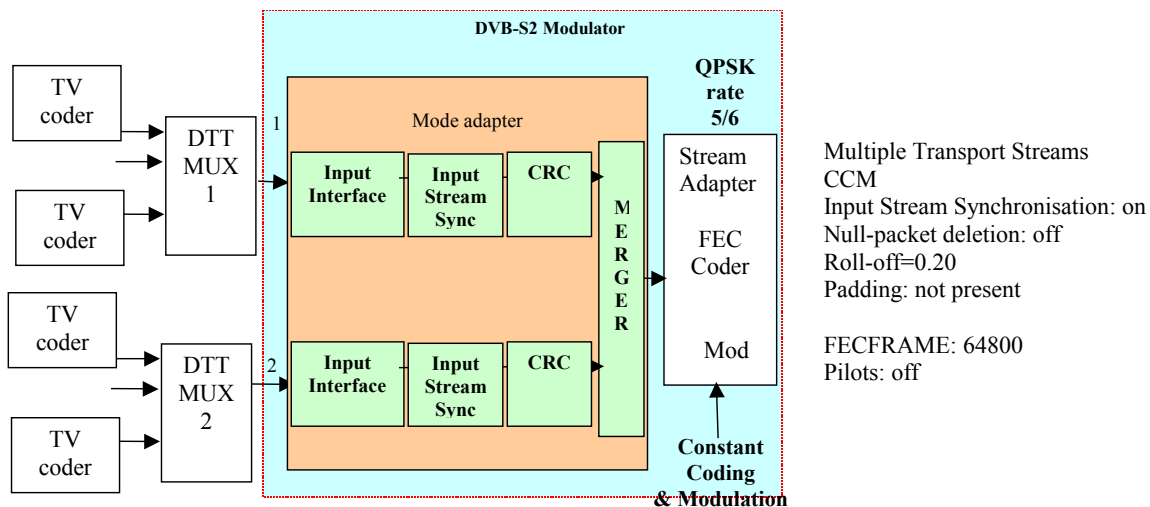 DVB-S2 Modulator
TV
coder
TV
coder
DTT
MUX
1
1
Mode adapter
Input
Interface
Input
Stream
Sync
CRC
M
E
R
G
E
R
QPSK
rate
5/6
Stream
Adapter
FEC
Coder
Mod
TV
coder
TV
coder
DTT
MUX
2
2
Input
Interface
Input
Stream
Sync
CRC
Constant
Coding
& Modulation
Multiple Transport Streams
CCM
Input Stream Synchronisation: on
Null-packet deletion: off
Roll-off=0.20
Padding: not present
FECFRAME: 64800
Pilots: off